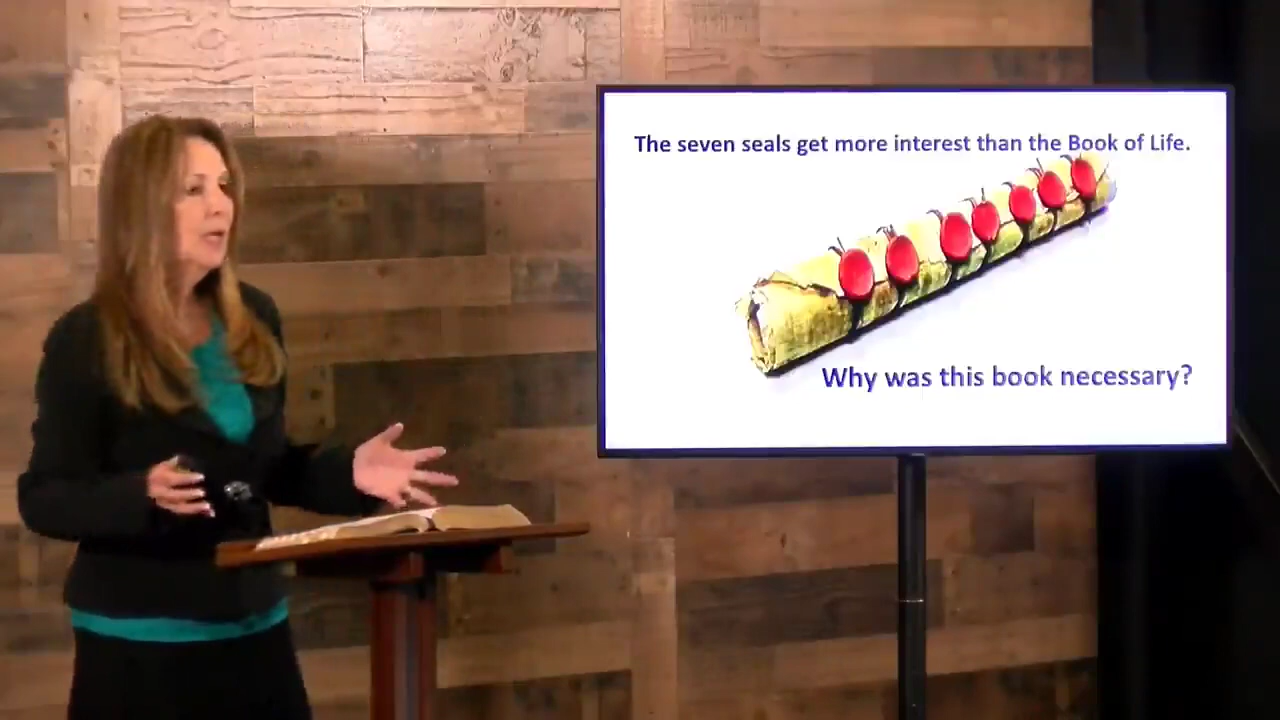 The seven seals get more interest than the Book of Life.
Why was this book necessary?